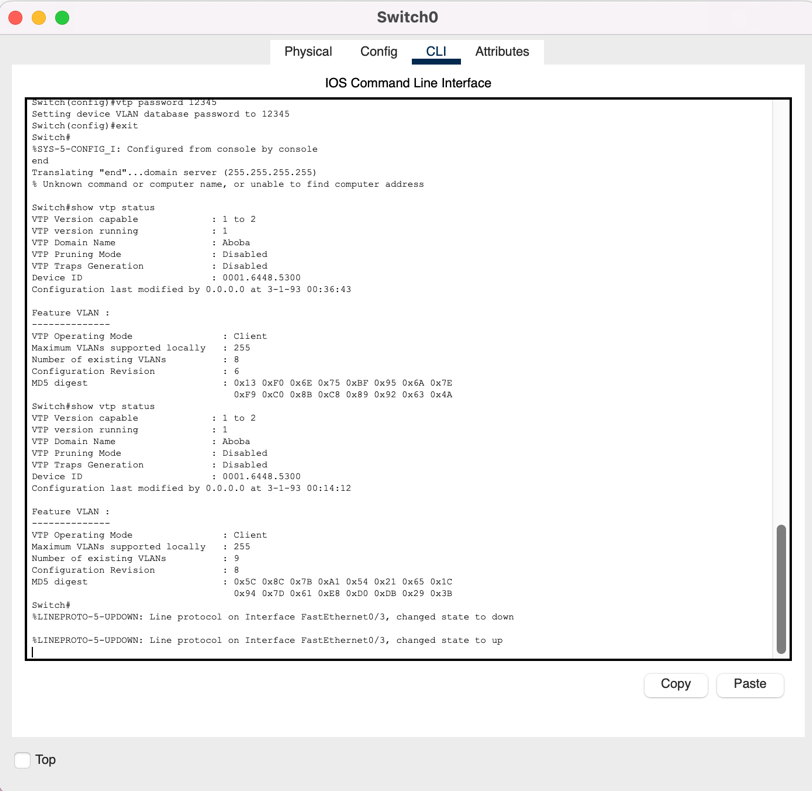 Switch0
Physical Config CLI Attributes
IOS Command Line Interface
Switch(config)#vtp password 12345
Setting device VLAN database password to 12345
Switch(config)#exit
Switch#
%SYS-5-CONFIG_I: Configured from console by console
end
Translating "end"...domain server (255.255.255.255)
% Unknown command or computer name, or unable to find computer address
Switch#show vtp status
VTP Version capable : 1 to 2
VTP version running : 1
VTP Domain Name : Aboba
VTP Pruning Mode : Disabled
VTP Traps Generation : Disabled
Device ID : 0001.6448.5300
Configuration last modified by 0.0.0.0 at 3-1-93 00:36:43
Feature VLAN :
--------------
VTP Operating Mode : Client
Maximum VLANs supported locally : 255
Number of existing VLANs : 8
Configuration Revision : 6
MD5 digest : 0x13 0xF0 0x6E 0x75 0xBF 0x95 0x6A 0x7E
0xF9 0xC0 0x8B 0xC8 0x89 0x92 0x63 0x4A
Switch#show vtp status
VTP Version capable : 1 to 2
VTP version running : 1
VTP Domain Name : Aboba
VTP Pruning Mode : Disabled
VTP Traps Generation : Disabled
Device ID : 0001.6448.5300
Configuration last modified by 0.0.0.0 at 3-1-93 00:14:12
Feature VLAN :
--------------
VTP Operating Mode : Client
Maximum VLANs supported locally : 255
Number of existing VLANs : 9
Configuration Revision : 8
MD5 digest : 0x5C 0x8C 0x7B 0xA1 0x54 0x21 0x65 0x1C
0x94 0x7D 0x61 0xE8 0xD0 0xDB 0x29 0x3B
Switch#
%LINEPROTO-5-UPDOWN: Line protocol on Interface FastEthernet0/3, changed state to down
%LINEPROTO-5-UPDOWN: Line protocol on Interface FastEthernet0/3, changed state to up
Copy Paste
Top